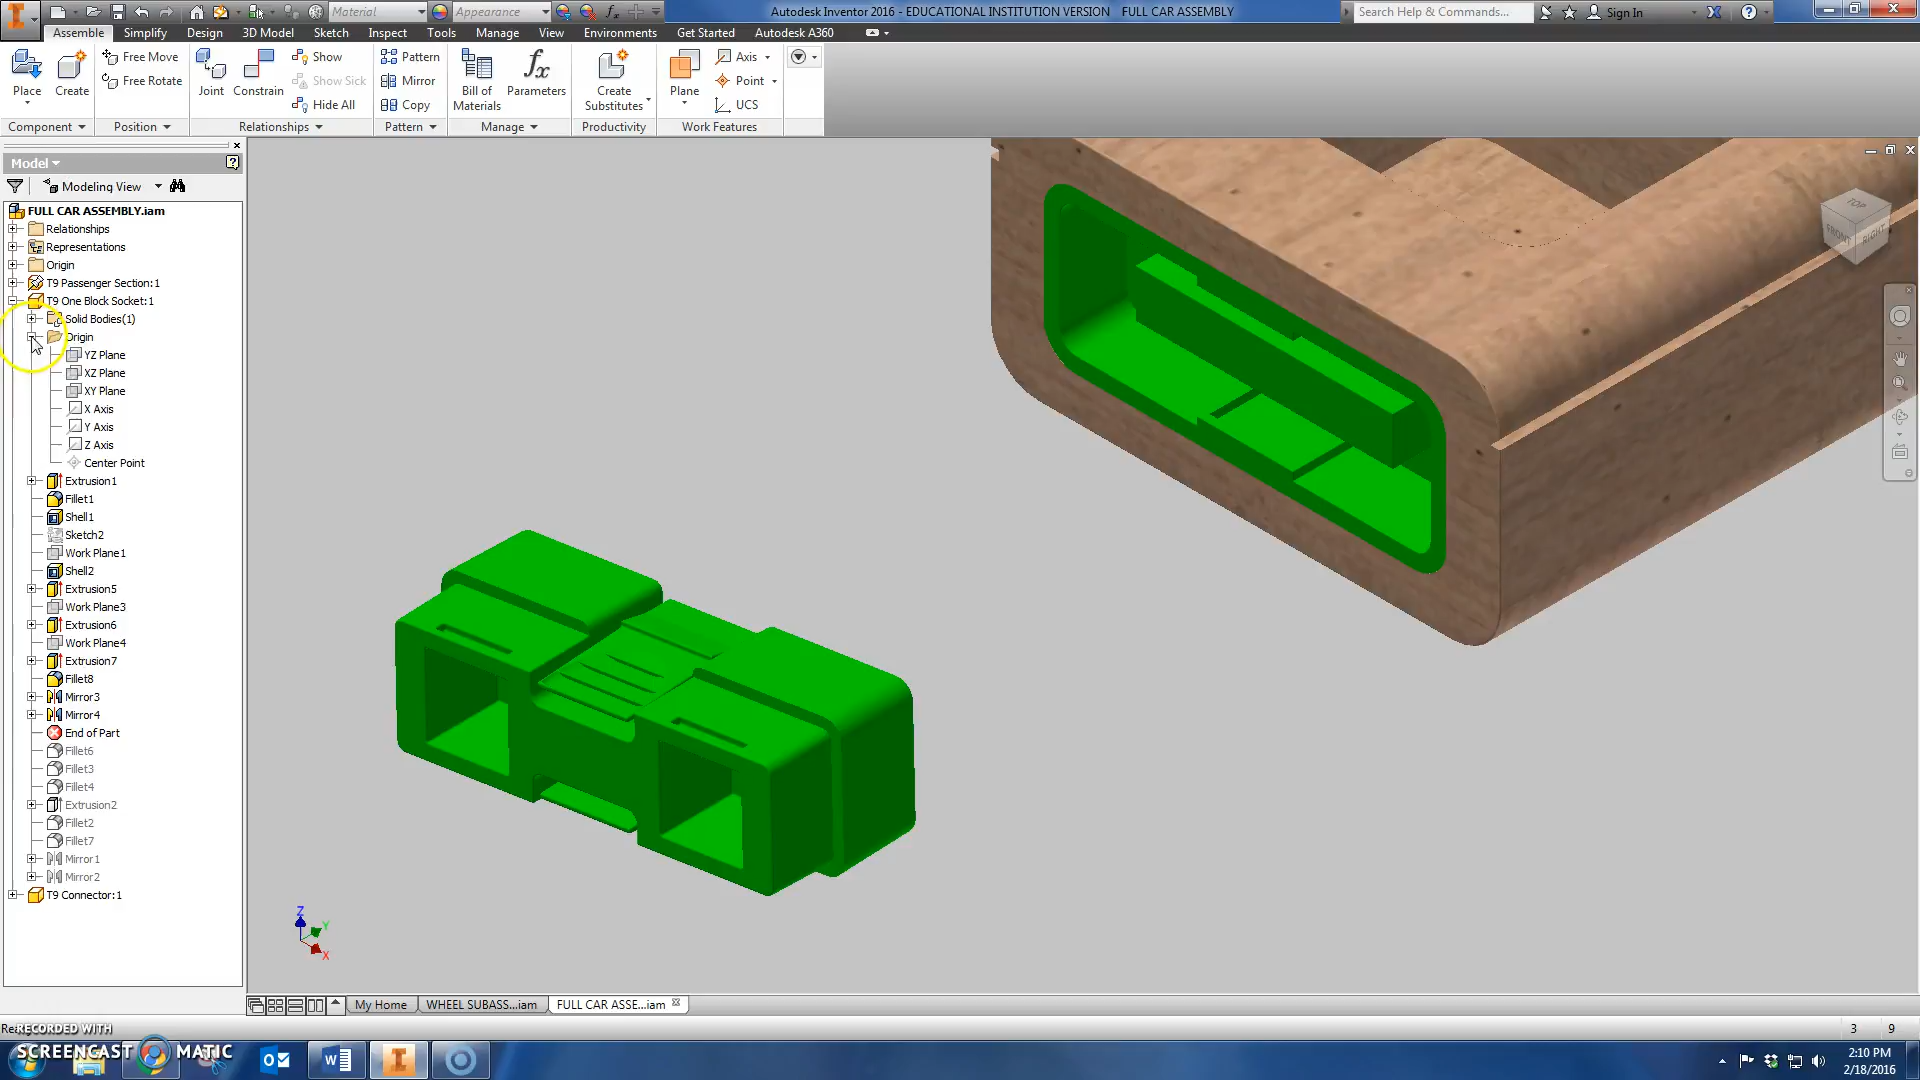 Material
Appearance
Autodesk Inventor 2016 - EDUCATIONAL INSTITUTION VERSION FULL CAR ASSEMBLY
Search Help & Commands...
Sign In
Assemble Simplify Design 3D Model Sketch Inspect Tools Manage View Environments Get Started Autodesk A360
Place
Create
Free Move
Free Rotate
Joint
Constrain
Show
Show Sick
Hide All
Pattern
Mirror
Copy
Bill of
Materials
fx
Parameters
Create
Substitutes
Plane
Axis
Point
UCS
Component Position Relationships Pattern Manage Productivity Work Features
Model
Modeling View
FULL CAR ASSEMBLY.iam
Relationships
Representations
Origin
T9 Passenger Section:1
T9 One Block Socket:1
Solid Bodies(1)
Origin
YZ Plane
XZ Plane
XY Plane
X Axis
Y Axis
Z Axis
Center Point
Extrusion1
Fillet1
Shell1
Sketch2
Work Plane1
Shell2
Extrusion5
Work Plane3
Extrusion6
Work Plane4
Extrusion7
Fillet8
Mirror3
Mirror4
End of Part
Fillet6
Fillet3
Fillet4
Extrusion2
Fillet2
Fillet7
Mirror1
Mirror2
T9 Connector:1
TOP
FRONT
RIGHT
Z
Y
X
My Home
WHEEL SUBASS...iam
FULL CAR ASSE...iam
3 9
RECORDED WITH
SCREENCAST MATIC
2:10 PM
2/18/2016